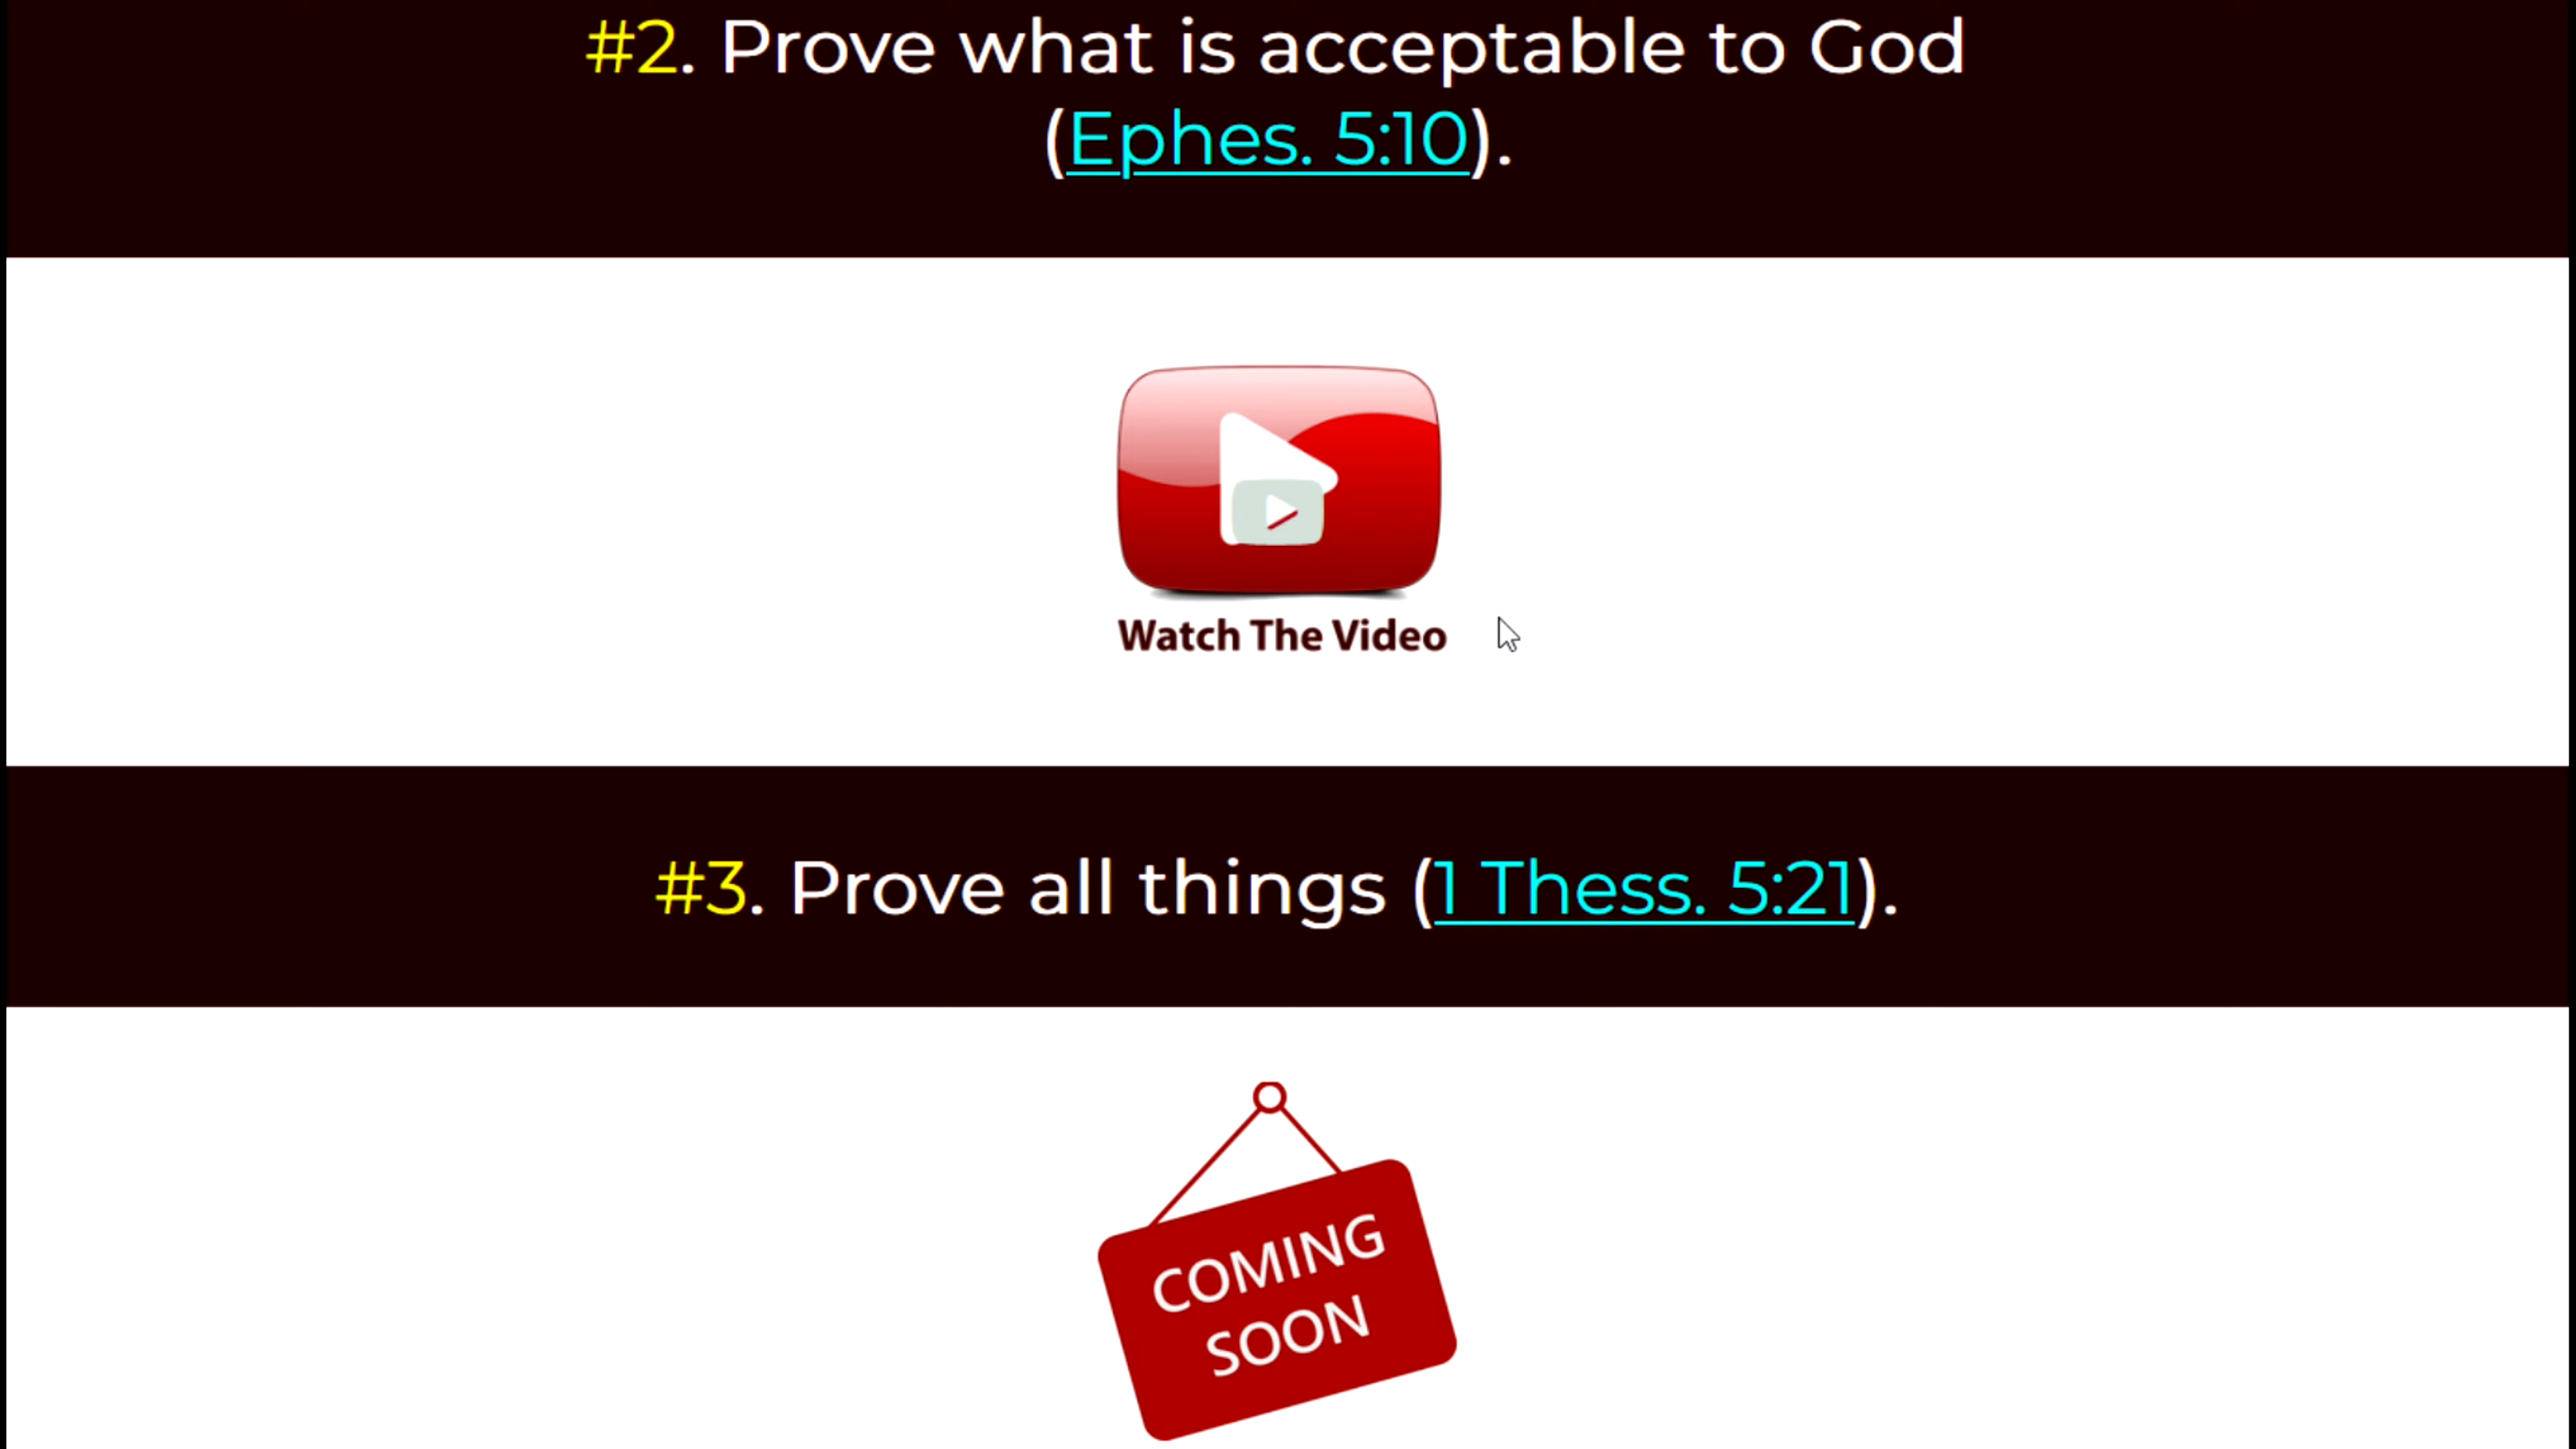 #2. Prove what is acceptable to God
(Ephes. 5:10).
Watch The Video
#3. Prove all things (1 Thess. 5:21).
COMING
SOON